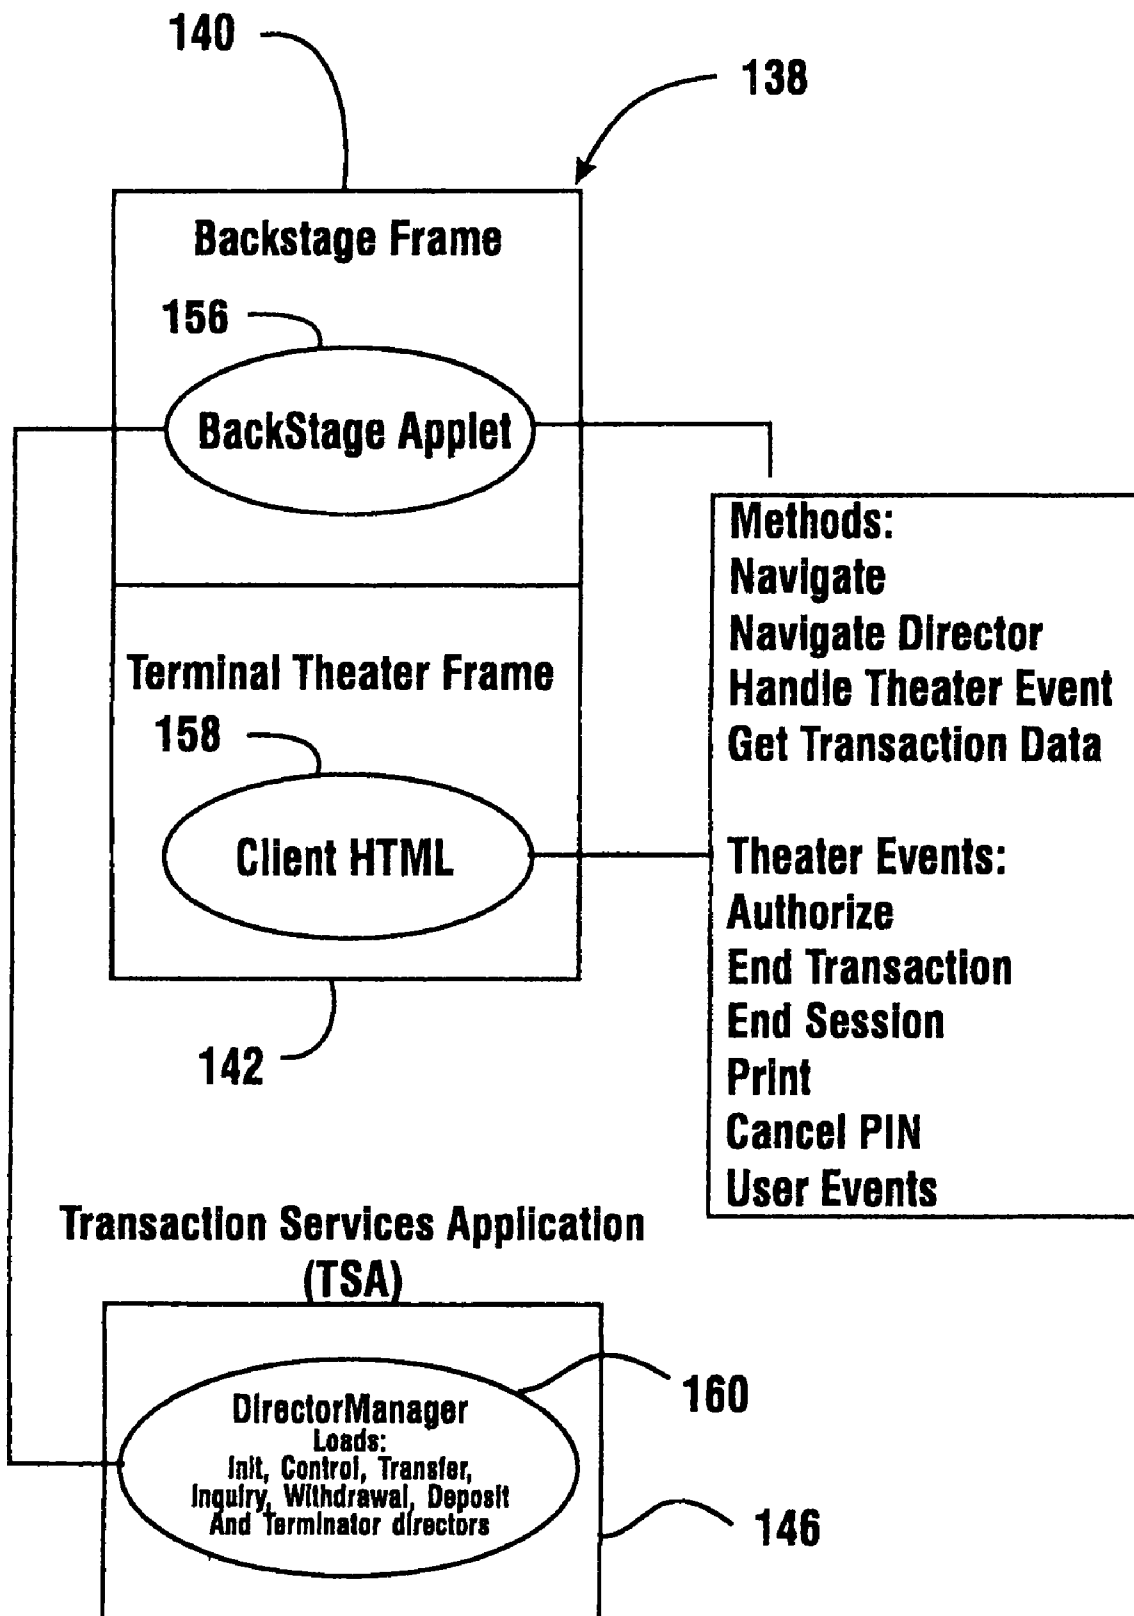 140
138
Backstage Frame
156
BackStage Applet
Methods:
Navigate
Navigate Director
Handle Theater Event
Get Transaction Data
Theater Events:
Authorize
End Transaction
End Session
Print
Cancel PIN
User Events
Terminal Theater Frame
158
Client HTML
142
Transaction Services Application
(TSA)
160
DirectorManager
Loads:
Init, Control, Transfer,
Inquiry, Withdrawal, Deposit
And Terminator directors
146